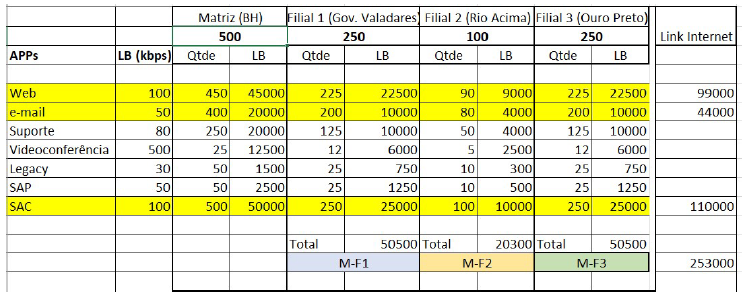 Matriz (BH) Filial 1 (Gov. Valadares) Filial 2 (Rio Acima) Filial 3 (Ouro Preto)
500 250 100 250 Link Internet
APPs LB (kbps) Qtde LB Qtde LB Qtde LB Qtde LB
Web 100 450 45000 225 22500 90 9000 225 22500 99000
e-mail 50 400 20000 200 10000 80 4000 200 10000 44000
Suporte 80 250 20000 125 10000 50 4000 125 10000
Videoconferência 500 25 12500 12 6000 5 2500 12 6000
Legacy 30 50 1500 25 750 10 300 25 750
SAP 50 50 2500 25 1250 10 500 25 1250
SAC 100 500 50000 250 25000 100 10000 250 25000 110000
Total 50500 Total 20300 Total 50500
M-F1 M-F2 M-F3 253000